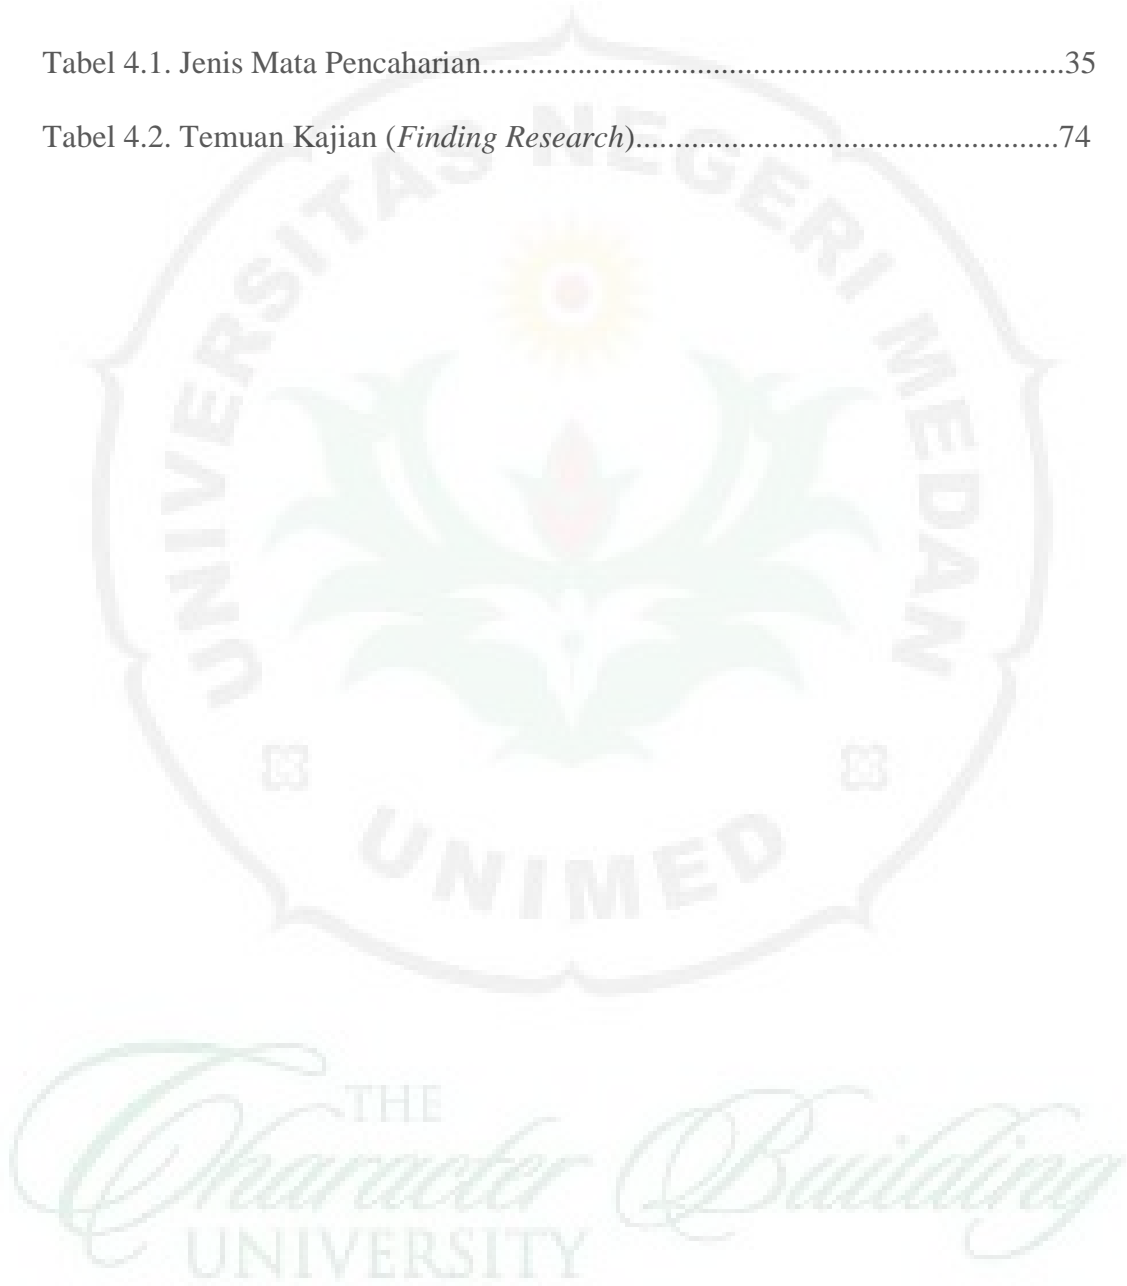 Tabel 4.1. Jenis Mata Pencaharian.........................................................................35
Tabel 4.2. Temuan Kajian (Finding Research).....................................................74
UNIVERSITAS NEGERI MEDAN
UNIMED
THE
Character Building
UNIVERSITY